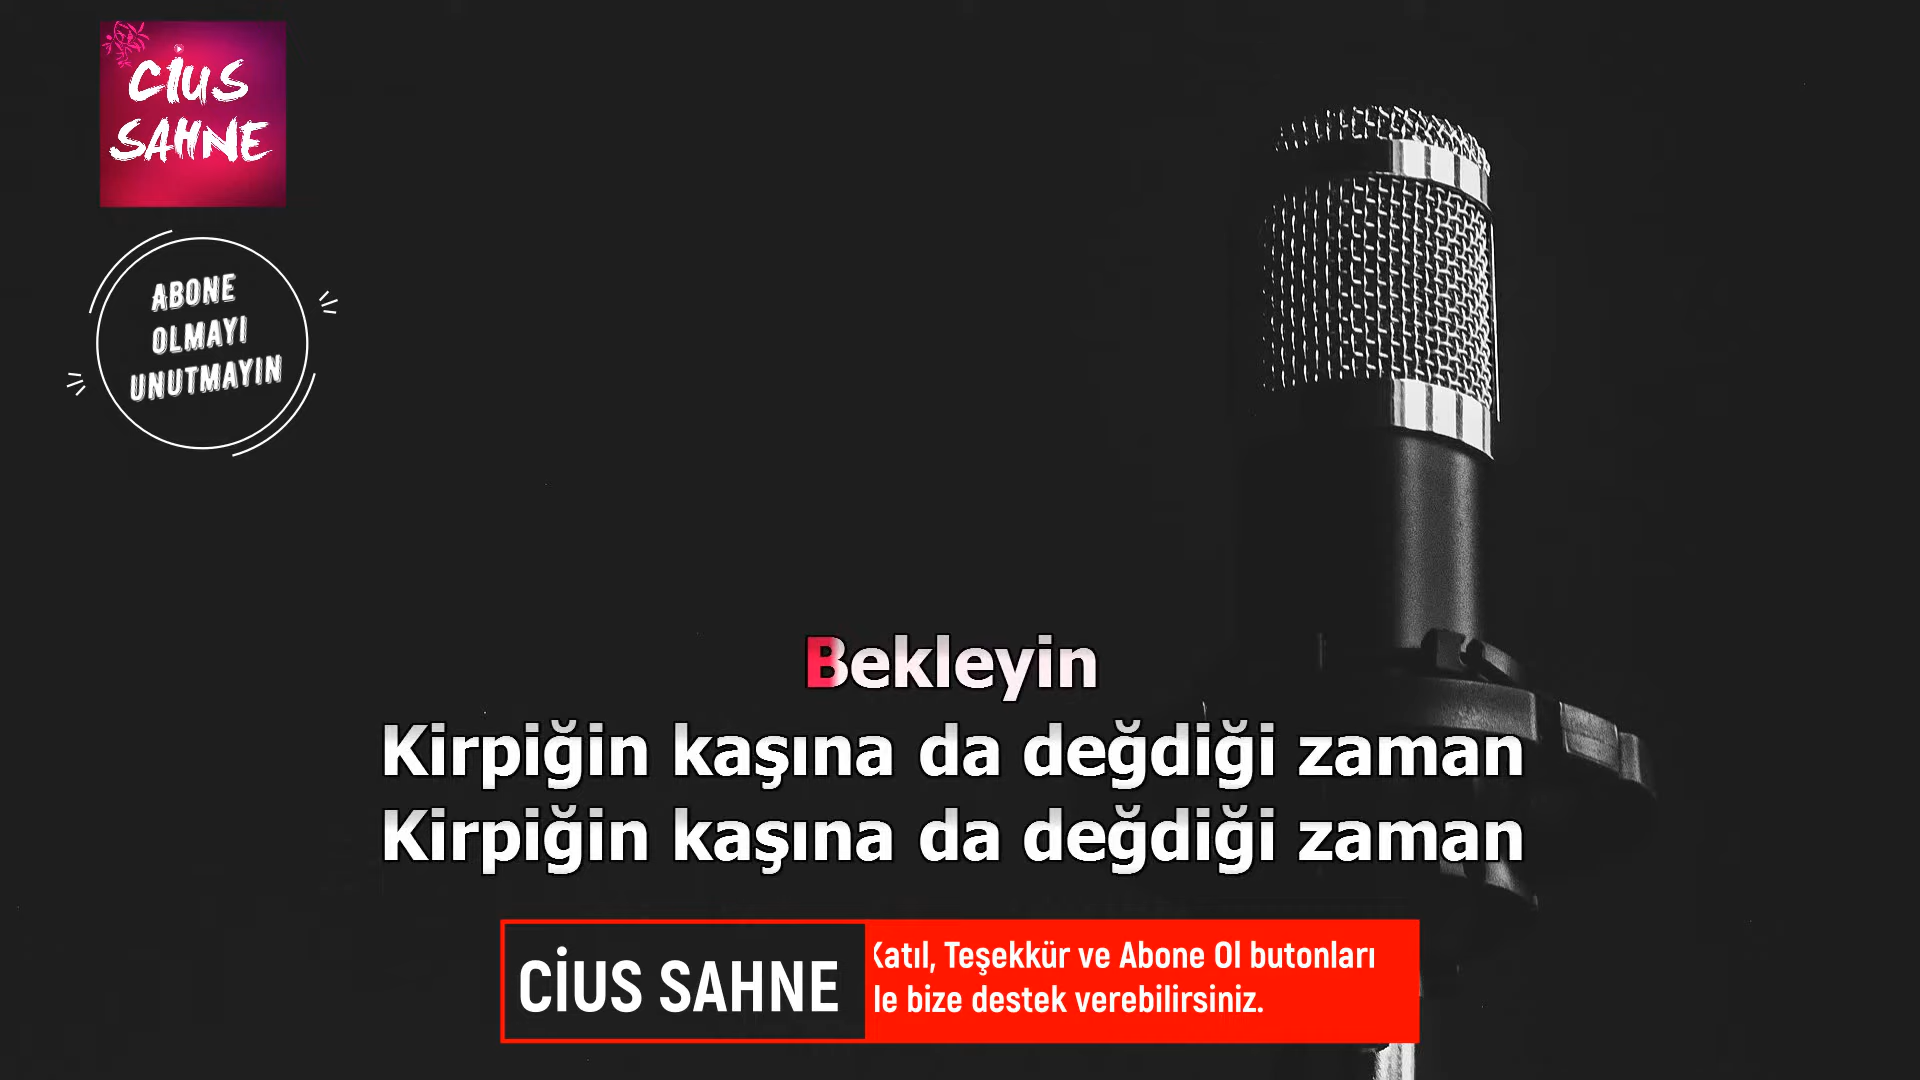 CİUS
SAHNE
ABONE
OLMAYI
UNUTMAYIN
Bekleyin
Kirpiğin kaşına da değdiği zaman
Kirpiğin kaşına da değdiği zaman
CİUS SAHNE
Katıl, Teşekkür ve Abone Ol butonları
le bize destek verebilirsiniz.